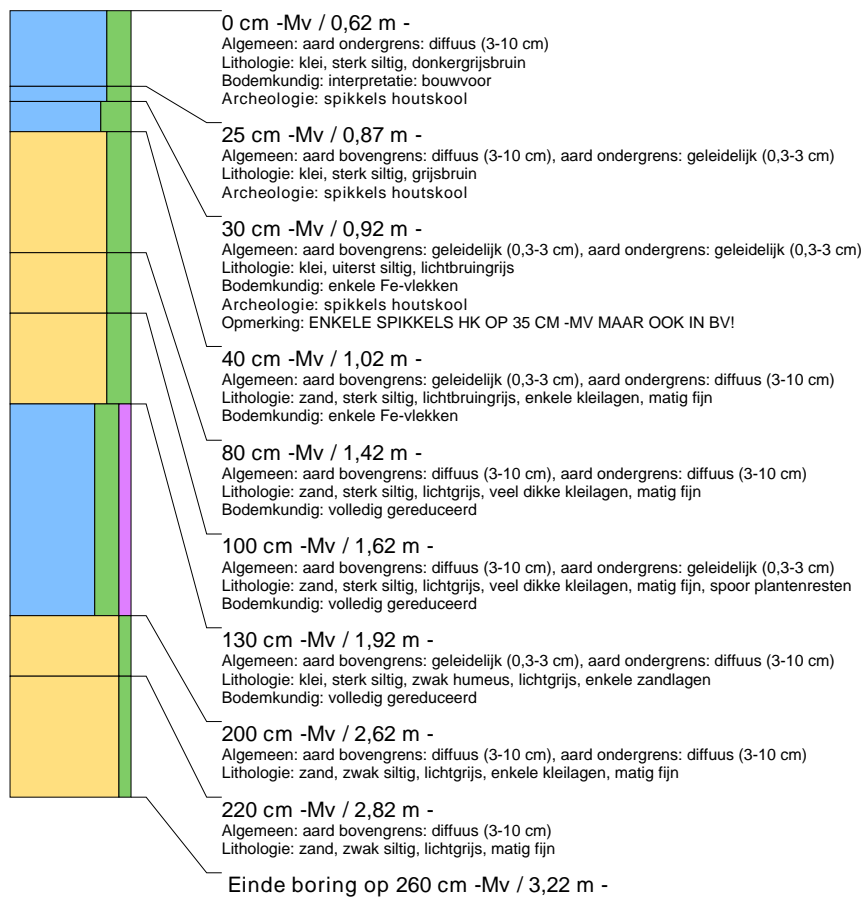 0 cm -Mv / 0,62 m -
Algemeen: aard ondergrens: diffuus (3-10 cm)
Lithologie: klei, sterk siltig, donkergrijsbruin
Bodemkundig: interpretatie: bouwvoor
Archeologie: spikkels houtskool
25 cm -Mv / 0,87 m -
Algemeen: aard bovengrens: diffuus (3-10 cm), aard ondergrens: geleidelijk (0,3-3 cm)
Lithologie: klei, sterk siltig, grijsbruin
Archeologie: spikkels houtskool
30 cm -Mv / 0,92 m -
Algemeen: aard bovengrens: geleidelijk (0,3-3 cm), aard ondergrens: geleidelijk (0,3-3 cm)
Lithologie: klei, uiterst siltig, lichtbruingrijs
Bodemkundig: enkele Fe-vlekken
Archeologie: spikkels houtskool
Opmerking: ENKELE SPIKKELS HK OP 35 CM -MV MAAR OOK IN BV!
40 cm -Mv / 1,02 m -
Algemeen: aard bovengrens: geleidelijk (0,3-3 cm), aard ondergrens: diffuus (3-10 cm)
Lithologie: zand, sterk siltig, lichtbruingrijs, enkele kleilagen, matig fijn
Bodemkundig: enkele Fe-vlekken
80 cm -Mv / 1,42 m -
Algemeen: aard bovengrens: diffuus (3-10 cm), aard ondergrens: diffuus (3-10 cm)
Lithologie: zand, sterk siltig, lichtgrijs, veel dikke kleilagen, matig fijn
Bodemkundig: volledig gereduceerd
100 cm -Mv / 1,62 m -
Algemeen: aard bovengrens: diffuus (3-10 cm), aard ondergrens: geleidelijk (0,3-3 cm)
Lithologie: zand, sterk siltig, lichtgrijs, veel dikke kleilagen, matig fijn, spoor plantenresten
Bodemkundig: volledig gereduceerd
130 cm -Mv / 1,92 m -
Algemeen: aard bovengrens: geleidelijk (0,3-3 cm), aard ondergrens: diffuus (3-10 cm)
Lithologie: klei, sterk siltig, zwak humeus, lichtgrijs, enkele zandlagen
Bodemkundig: volledig gereduceerd
200 cm -Mv / 2,62 m -
Algemeen: aard bovengrens: diffuus (3-10 cm), aard ondergrens: diffuus (3-10 cm)
Lithologie: zand, zwak siltig, lichtgrijs, enkele kleilagen, matig fijn
220 cm -Mv / 2,82 m -
Algemeen: aard bovengrens: diffuus (3-10 cm)
Lithologie: zand, zwak siltig, lichtgrijs, matig fijn
Einde boring op 260 cm -Mv / 3,22 m -